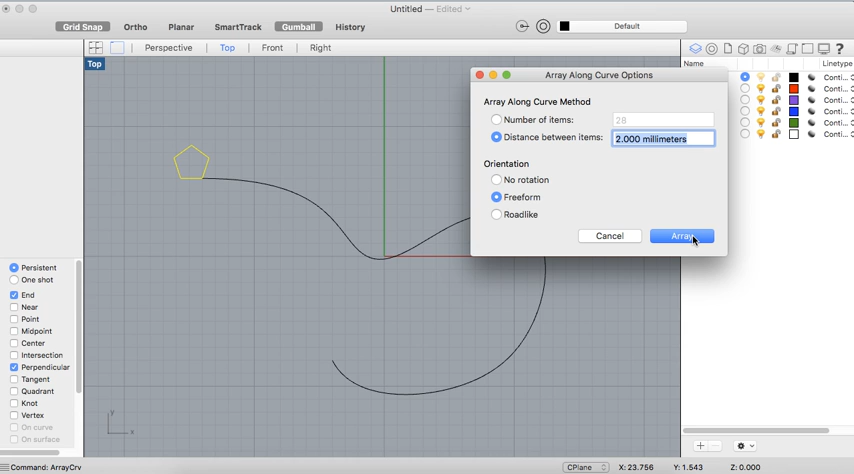 Untitled — Edited
Grid Snap Ortho Planar SmartTrack Gumball History Default
Perspective Top Front Right
Top
Name Linetype
Conti...
Conti...
Conti...
Conti...
Conti...
Conti...
Array Along Curve Options
Array Along Curve Method
Number of items: 28
Distance between items: 2.000 millimeters
Orientation
No rotation
Freeform
Roadlike
Cancel Array
Persistent
One shot
End
Near
Point
Midpoint
Center
Intersection
Perpendicular
Tangent
Quadrant
Knot
Vertex
On curve
On surface
y
x
Command: ArrayCrv CPlane X: 23.756 Y: 1.543 Z: 0.000